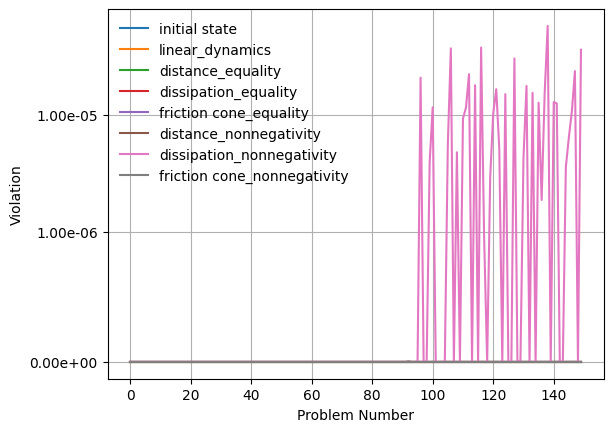 initial state
linear_dynamics
distance_equality
dissipation_equality
friction cone_equality
distance_nonnegativity
dissipation_nonnegativity
friction cone_nonnegativity
Violation
1.00e-05
1.00e-06
0.00e+00
0 20 40 60 80 100 120 140
Problem Number